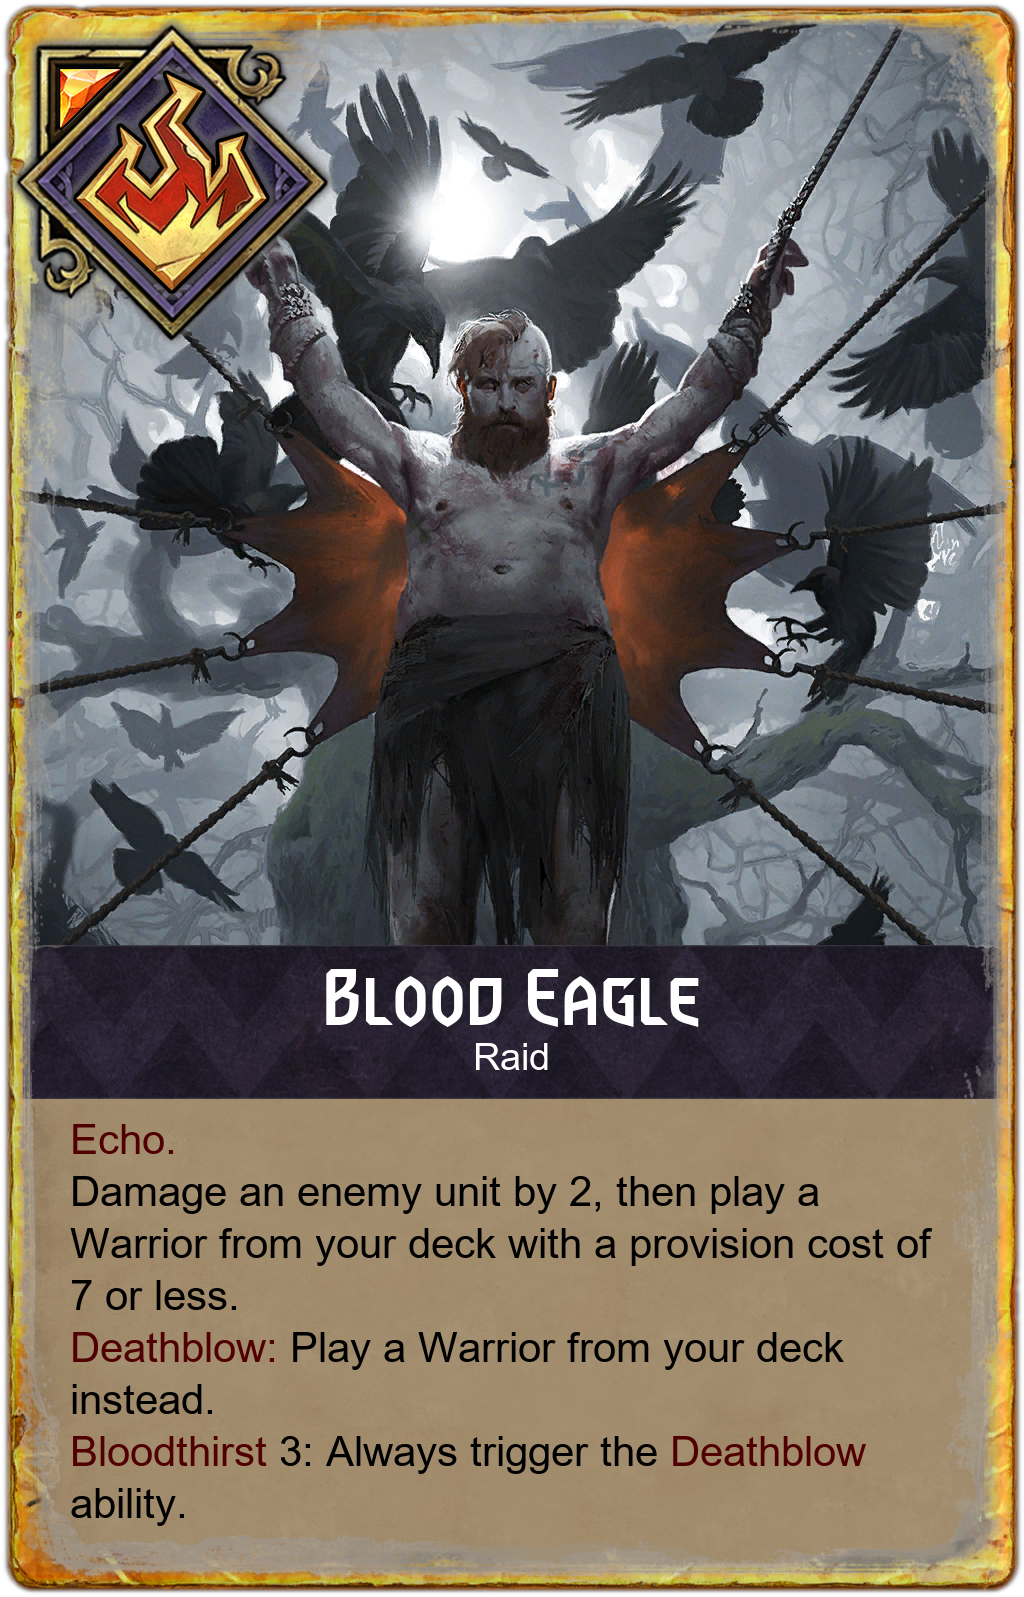 Blood Eagle
Raid
Echo.
Damage an enemy unit by 2, then play a
Warrior from your deck with a provision cost of
7 or less.
Deathblow: Play a Warrior from your deck
instead.
Bloodthirst 3: Always trigger the Deathblow
ability.